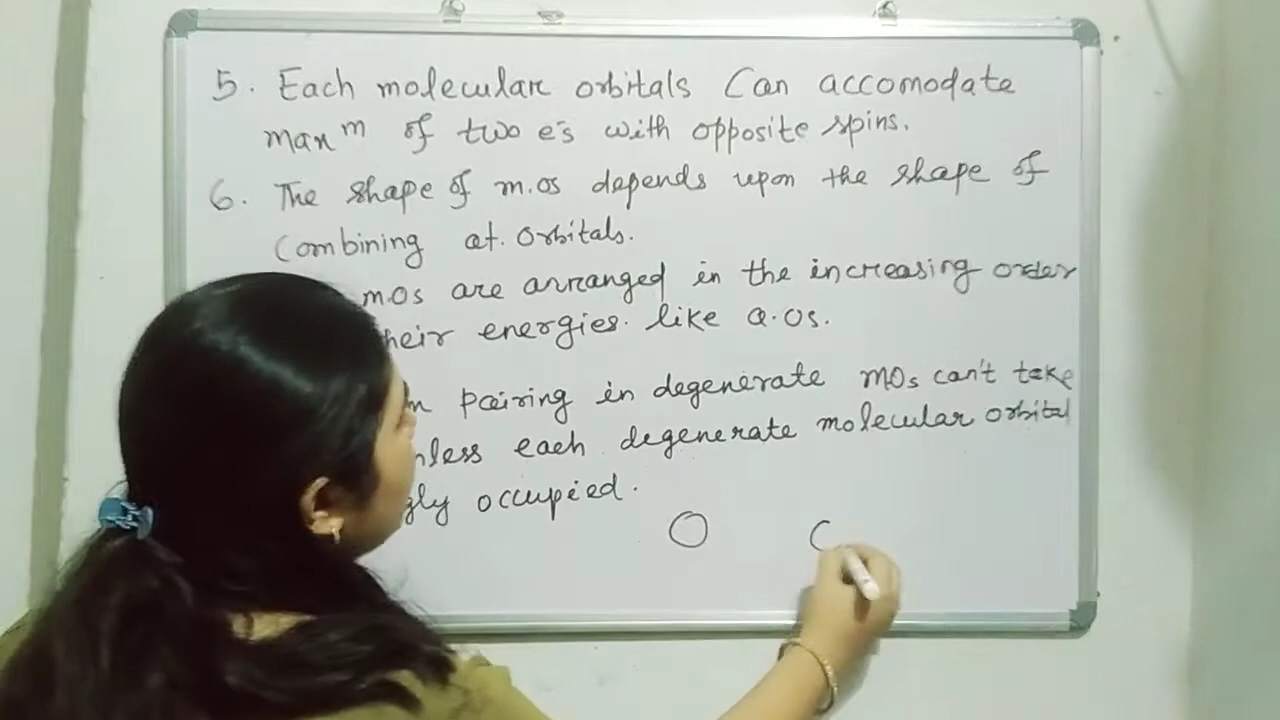 5. Each molecular orbitals Can accomodate
maxm of two e's with opposite spins.
6. The shape of m.os depends upon the shape of
Combining at. orbitals.
mos are arranged in the increasing order
heir energies. like a.os.
pairing in degenerate MOs can't take
nless each degenerate molecular orbital
gly occupied.